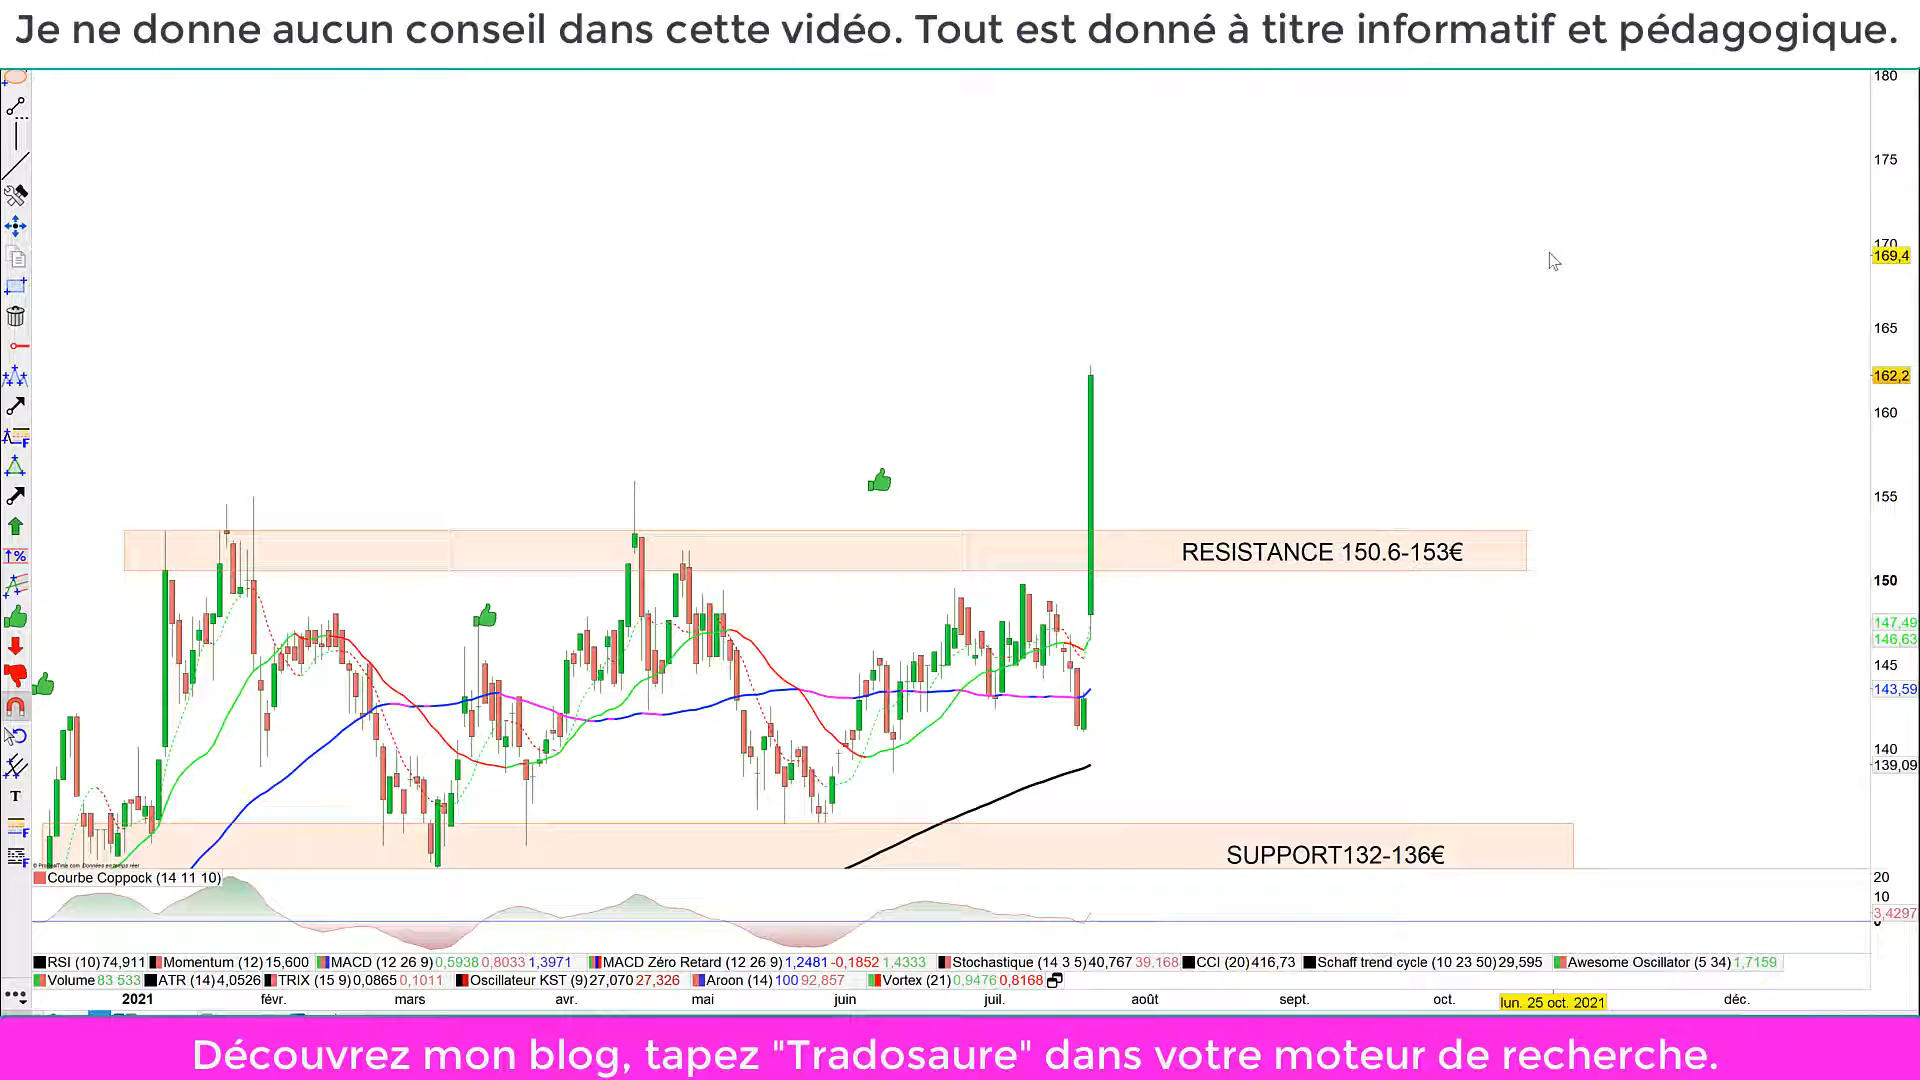 Je ne donne aucun conseil dans cette vidéo. Tout est donné à titre informatif et pédagogique.
180
175
170
169,4
165
162,2
160
155
RESISTANCE 150.6-153€
150
147,49
146,63
145
143,59
140
139,09
SUPPORT132-136€
© ProRealTime.com Données en temps réel
Courbe Coppock (14 11 10)
20
10
3,4297
0
RSI (10) 74,911 Momentum (12) 15,600 MACD (12 26 9) 0,5938 0,8033 1,3971 MACD Zéro Retard (12 26 9) 1,2481 -0,1852 1,4333 Stochastique (14 3 5) 40,767 39,168 CCI (20) 416,73 Schaff trend cycle (10 23 50) 29,595 Awesome Oscillator (5 34) 1,7159
Volume 83 533 ATR (14) 4,0526 TRIX (15 9) 0,0865 0,1011 Oscillateur KST (9) 27,070 27,326 Aroon (14) 100 92,857 Vortex (21) 0,9476 0,8168
2021 févr. mars avr. mai juin juil. août sept. oct. lun. 25 oct. 2021 déc.
Découvrez mon blog, tapez "Tradosaure" dans votre moteur de recherche.